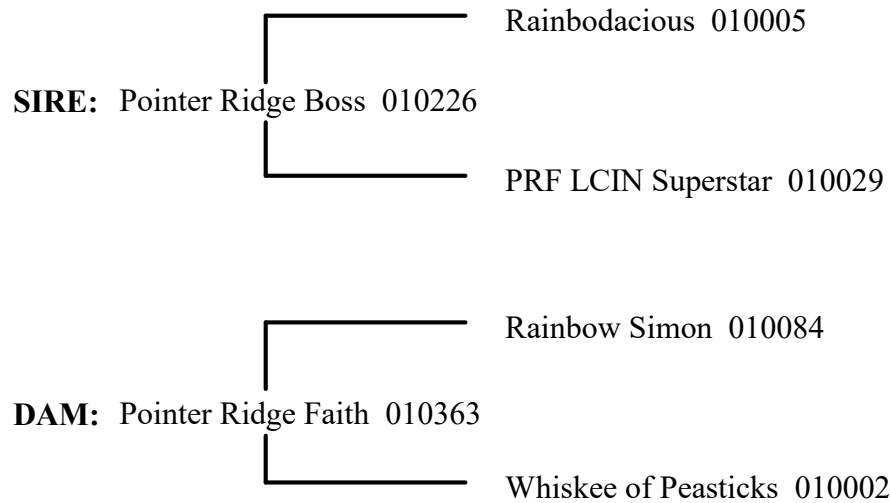 Rainbodacious 010005
SIRE: Pointer Ridge Boss 010226
PRF LCIN Superstar 010029
Rainbow Simon 010084
DAM: Pointer Ridge Faith 010363
Whiskee of Peasticks 010002